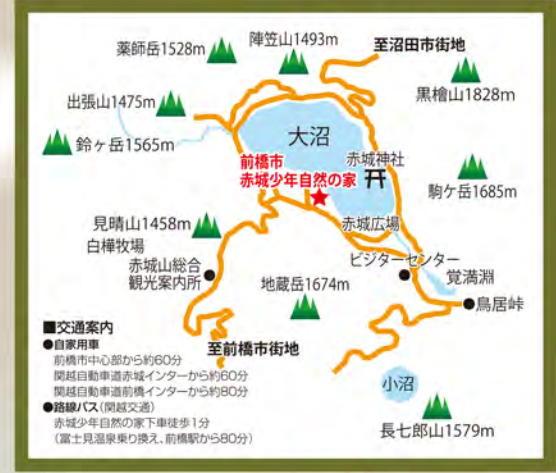 薬師岳1528m
陣笠山1493m
至沼田市街地
黒檜山1828m
出張山1475m
鈴ヶ岳1565m
大沼
前橋市
赤城少年自然の家
赤城神社
駒ケ岳1685m
見晴山1458m
赤城広場
白樺牧場
赤城山総合
観光案内所
ビジターセンター
覚満淵
地蔵岳1674m
鳥居峠
至前橋市街地
小沼
長七郎山1579m
■交通案内
●自家用車
前橋市中心部から約60分
関越自動車道赤城インターから約60分
関越自動車道前橋インターから約80分
●路線バス(関越交通)
赤城少年自然の家下車徒歩1分
(富士見温泉乗り換え、前橋駅から80分)